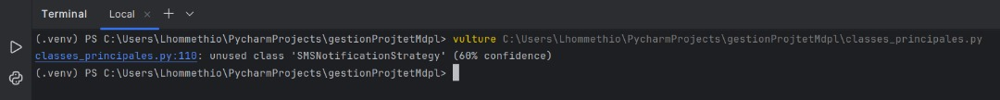 Terminal Local × + ⌄
(.venv) PS C:\Users\Lhommethio\PycharmProjects\gestionProjtetMdpl> vulture C:\Users\Lhommethio\PycharmProjects\gestionProjtetMdpl\classes_principales.py
classes_principales.py:110: unused class 'SMSNotificationStrategy' (60% confidence)
(.venv) PS C:\Users\Lhommethio\PycharmProjects\gestionProjtetMdpl>